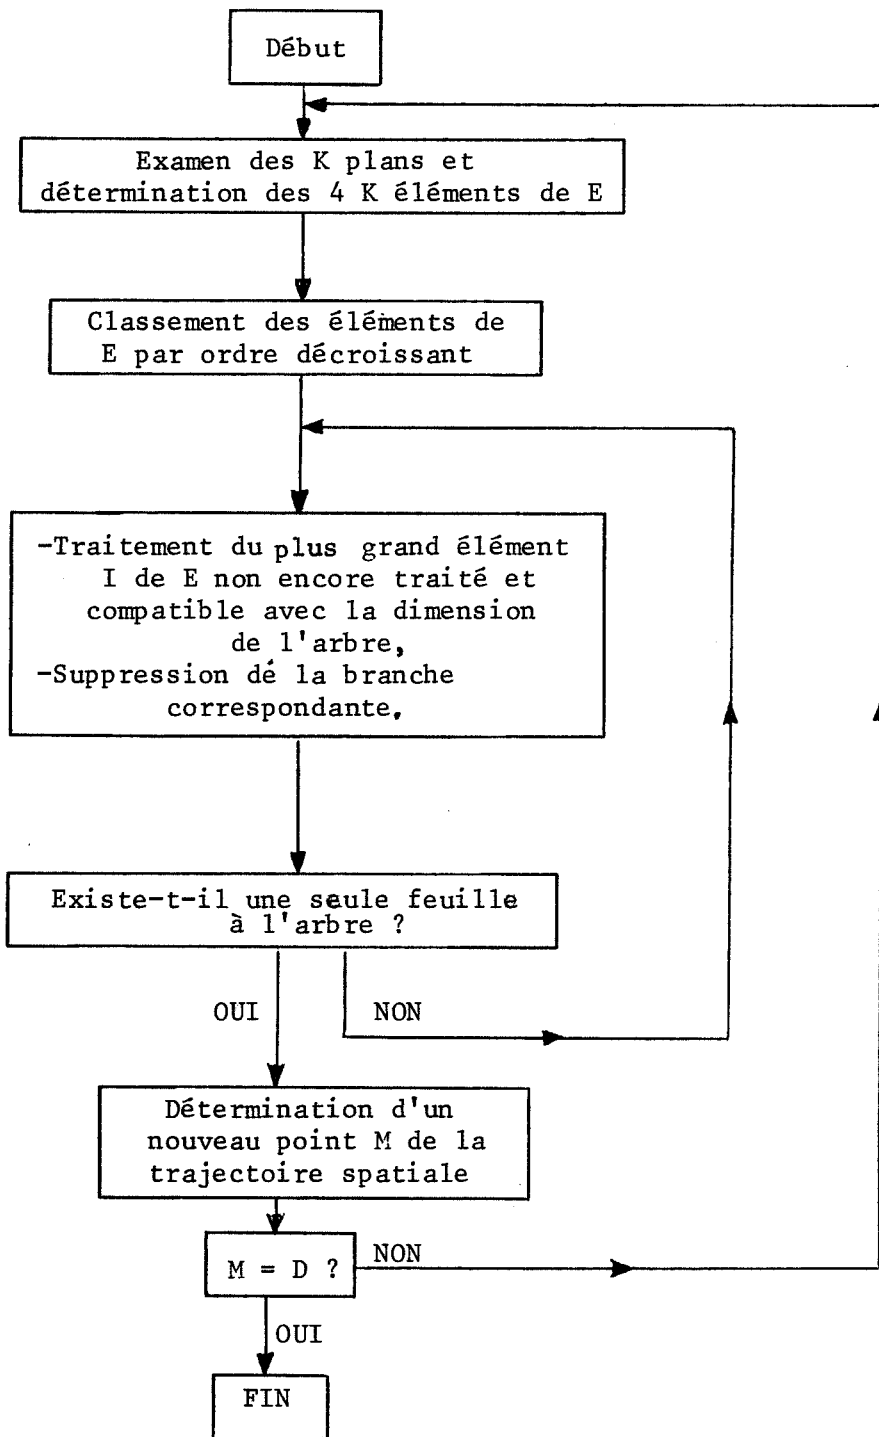 Début
Examen des K plans et
détermination des 4 K éléments de E
Classement des éléments de
E par ordre décroissant
-Traitement du plus grand élément
I de E non encore traité et
compatible avec la dimension
de l'arbre,
-Suppression dé la branche
correspondante,
Existe-t-il une seule feuille
à l'arbre ?
OUI
NON
Détermination d'un
nouveau point M de la
trajectoire spatiale
M = D ?
NON
OUI
FIN